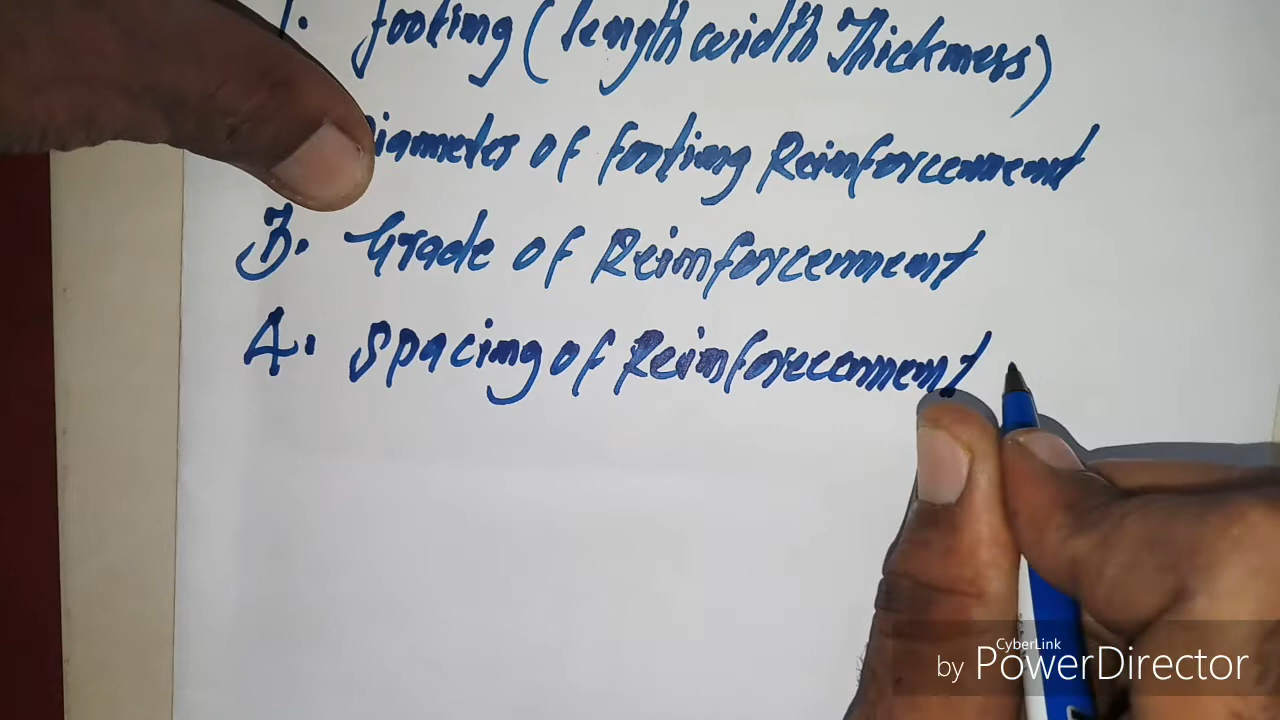 1. footing (length width Thickness)
Diameter of footing Reinforcement
3. Grade of Reinforcement
4. Spacing of Reinforcement
CyberLink
by PowerDirector